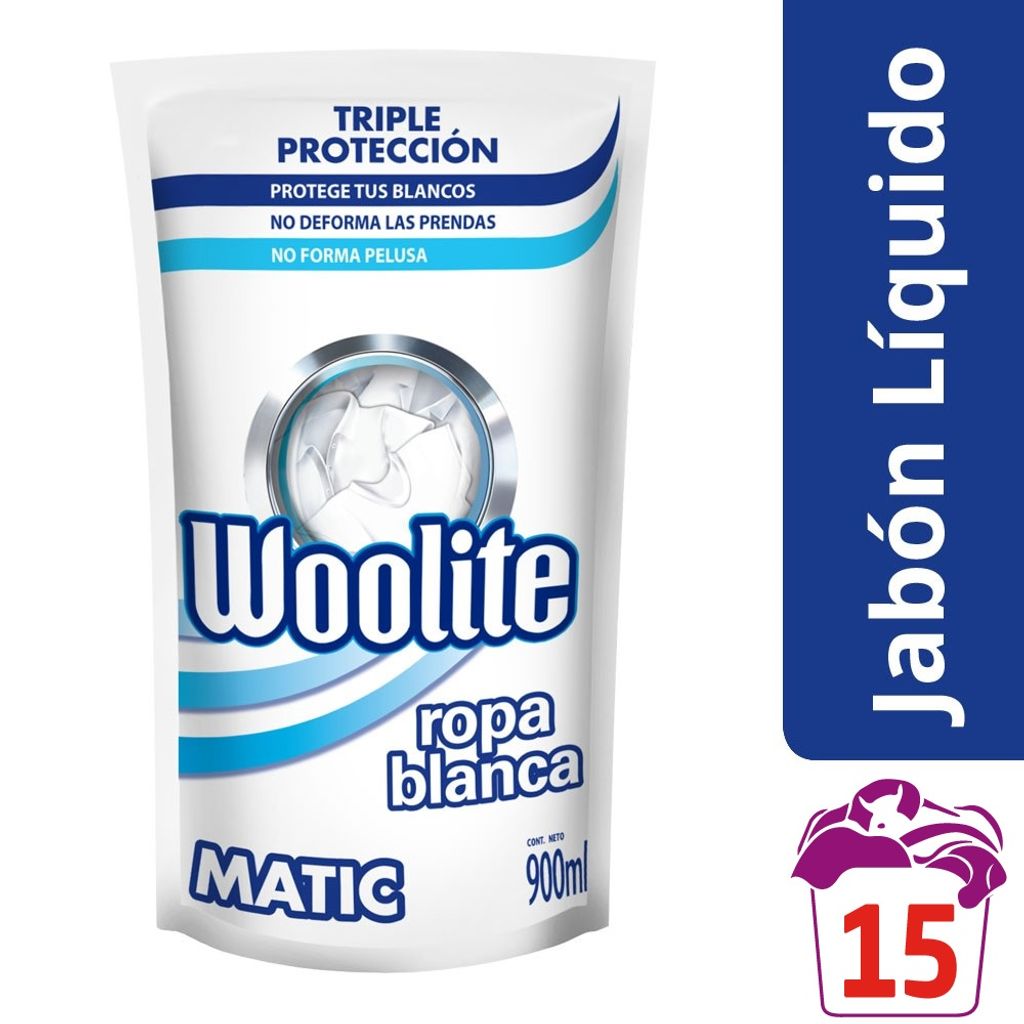 TRIPLE
PROTECCIÓN
PROTEGE TUS BLANCOS
NO DEFORMA LAS PRENDAS
NO FORMA PELUSA
Woolite
ropa
blanca
MATIC
CONT. NETO
900ml
Jabón Líquido
15